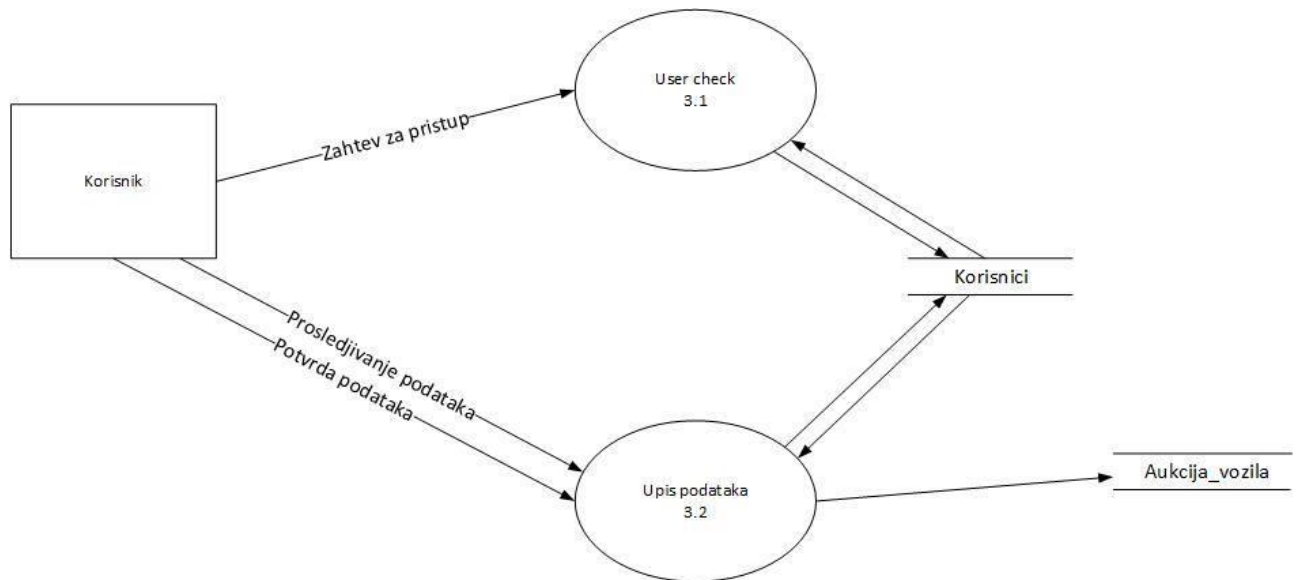 User check
3.1
Zahtev za pristup
Korisnik
Korisnici
Prosledjivanje podataka
Potvrda podataka
Upis podataka
3.2
Aukcija_vozila